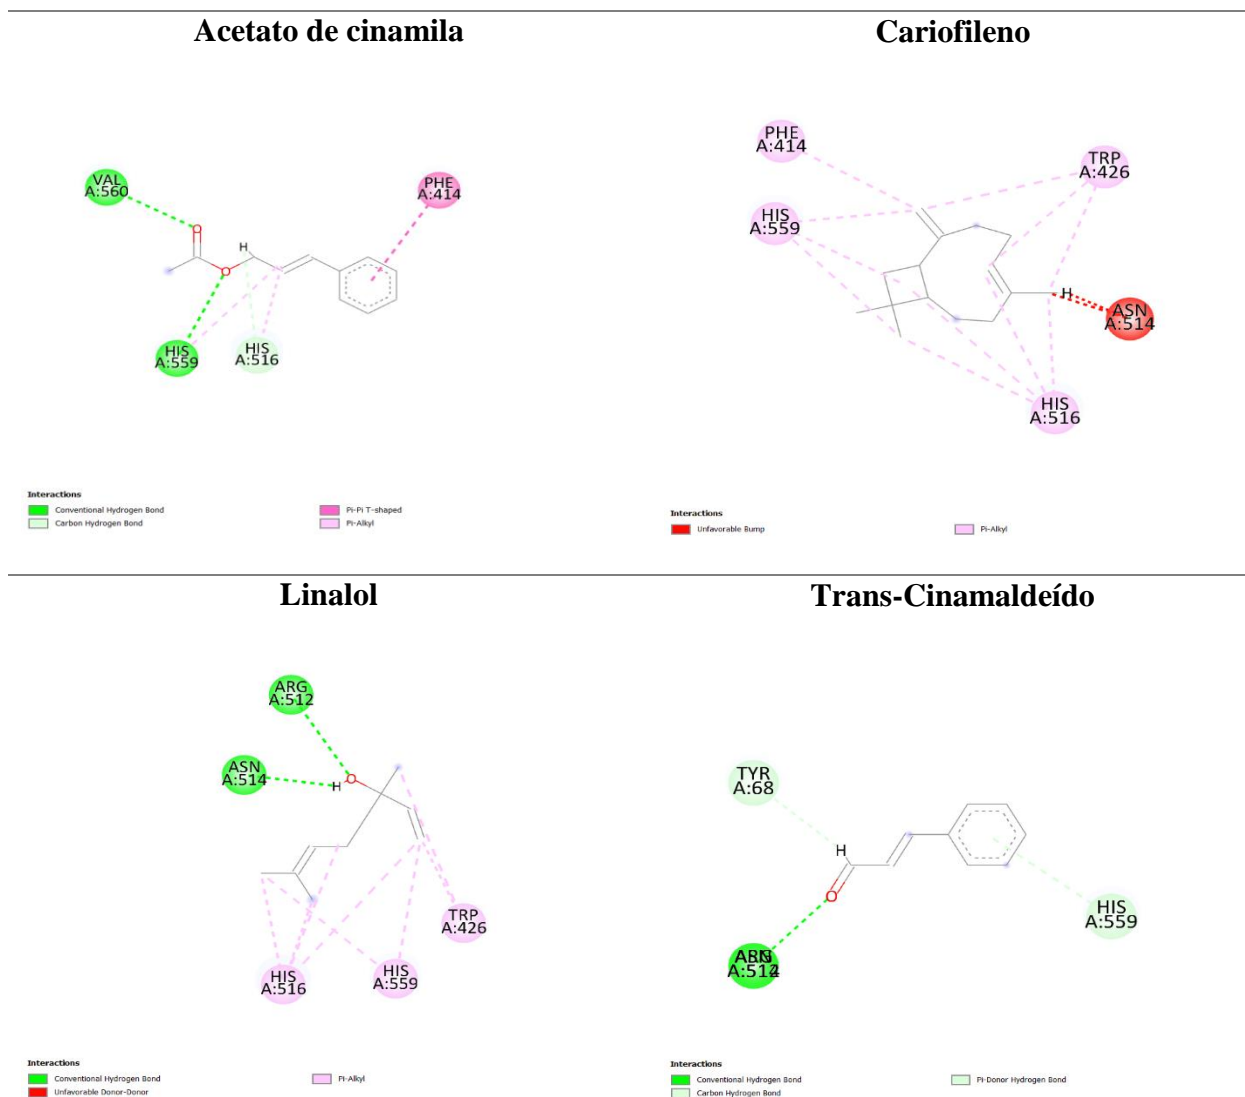 Acetato de cinamila
Cariofileno
VAL
A:560
PHE
A:414
O
H
O
HIS
A:559
HIS
A:516
PHE
A:414
TRP
A:426
HIS
A:559
H
ASN
A:514
HIS
A:516
Interactions
Conventional Hydrogen Bond
Carbon Hydrogen Bond
Pi-Pi T-shaped
Pi-Alkyl
Interactions
Unfavorable Bump
Pi-Alkyl
Linalol
Trans-Cinamaldeído
ARG
A:512
ASN
A:514
H
O
TRP
A:426
HIS
A:516
HIS
A:559
TYR
A:68
H
O
HIS
A:559
Interactions
Conventional Hydrogen Bond
Unfavorable Donor-Donor
Pi-Alkyl
Interactions
Conventional Hydrogen Bond
Carbon Hydrogen Bond
Pi-Donor Hydrogen Bond